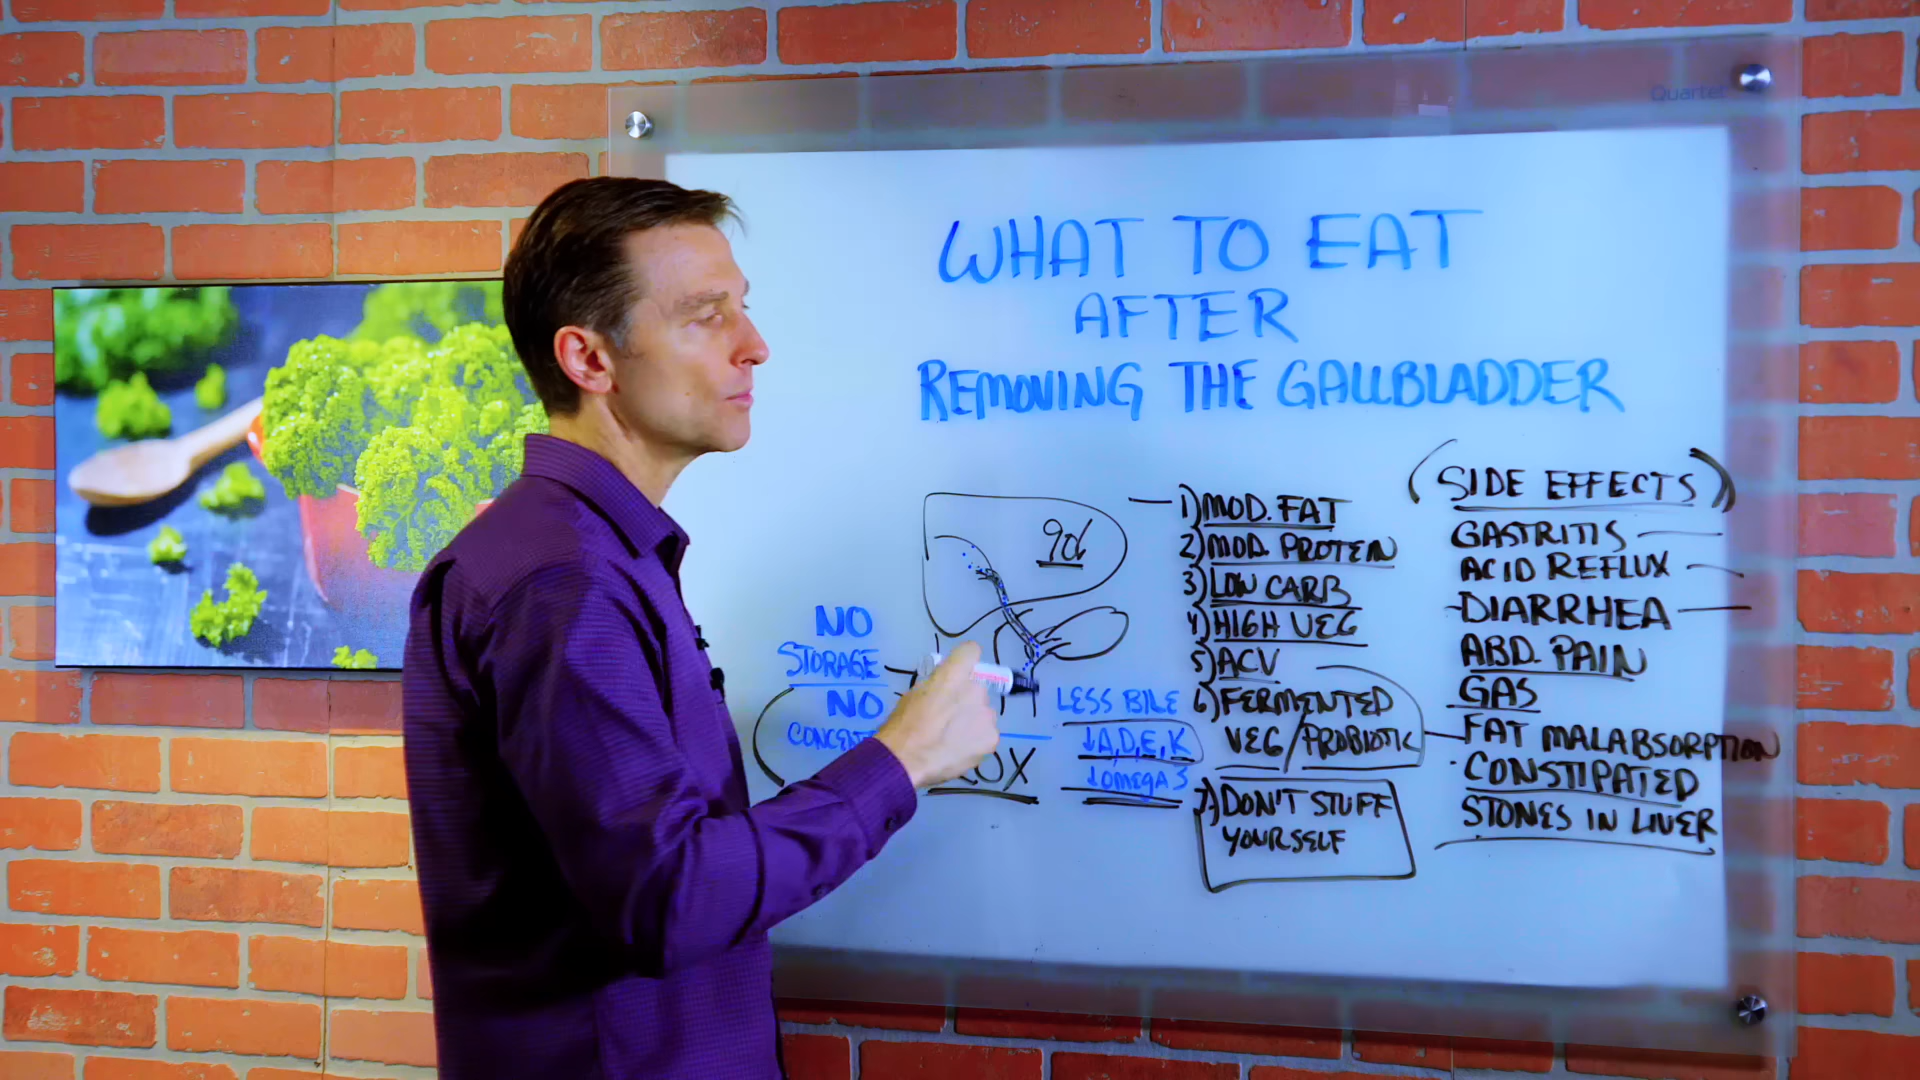 Quartet
WHAT TO EAT
AFTER
REMOVING THE GALLBLADDER
9d
NO
STORAGE
NO
LESS BILE
↓A,D,E,K
↓OMEGA 3
1) MOD. FAT
2) MOD. PROTEIN
3) LOW CARB
4) HIGH VEG
5) ACV
6) FERMENTED
VEG/PROBIOTIC
7) DON'T STUFF
YOURSELF
(SIDE EFFECTS)
GASTRITIS
ACID REFLUX
DIARRHEA
ABD. PAIN
GAS
FAT MALABSORPTION
CONSTIPATED
STONES IN LIVER